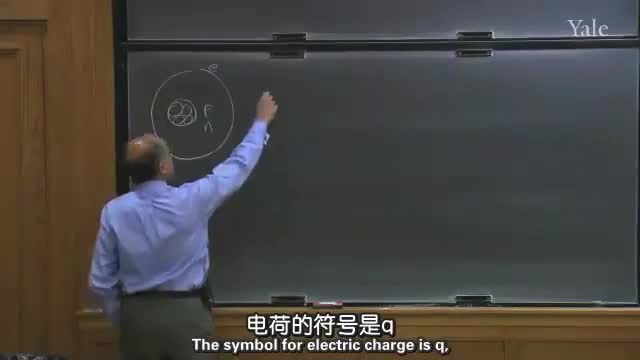 Yale
e
P
n
电荷的符号是q
The symbol for electric charge is q,